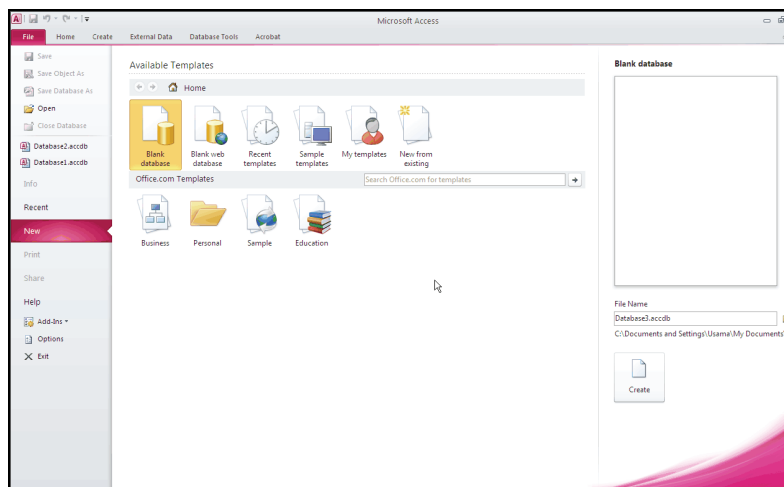 Microsoft Access
File Home Create External Data Database Tools Acrobat
Save
Save Object As
Save Database As
Open
Close Database
Database2.accdb
Database1.accdb
Info
Recent
New
Print
Share
Help
Add-Ins
Options
Exit
Available Templates
Home
Blank database
Blank web database
Recent templates
Sample templates
My templates
New from existing
Office.com Templates
Search Office.com for templates
Business
Personal
Sample
Education
Blank database
File Name
Database3.accdb
C:\Documents and Settings\Usama\My Documents\
Create